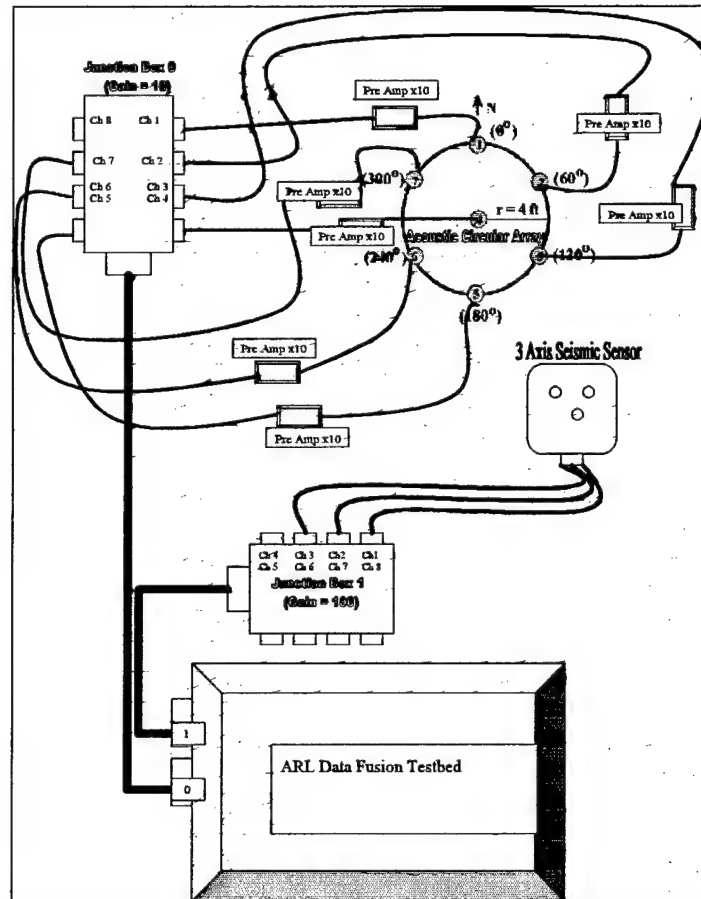 Junction Box 0
(Gain = 10)
Ch 8 Ch 1
Ch 7 Ch 2
Ch 6 Ch 3
Ch 5 Ch 4
Pre Amp x10
N
(0°)
1
Pre Amp x10
(300°)
(60°)
Pre Amp x10
r = 4 ft
Pre Amp x10
Pre Amp x10
Acoustic Circular Array
(240°)
(120°)
5
(180°)
Pre Amp x10
Pre Amp x10
3 Axis Seismic Sensor
Ch 4 Ch 3 Ch 2 Ch1
Ch 5 Ch 6 Ch 7 Ch 8
Junction Box 1
(Gain = 100)
1
0
ARL Data Fusion Testbed